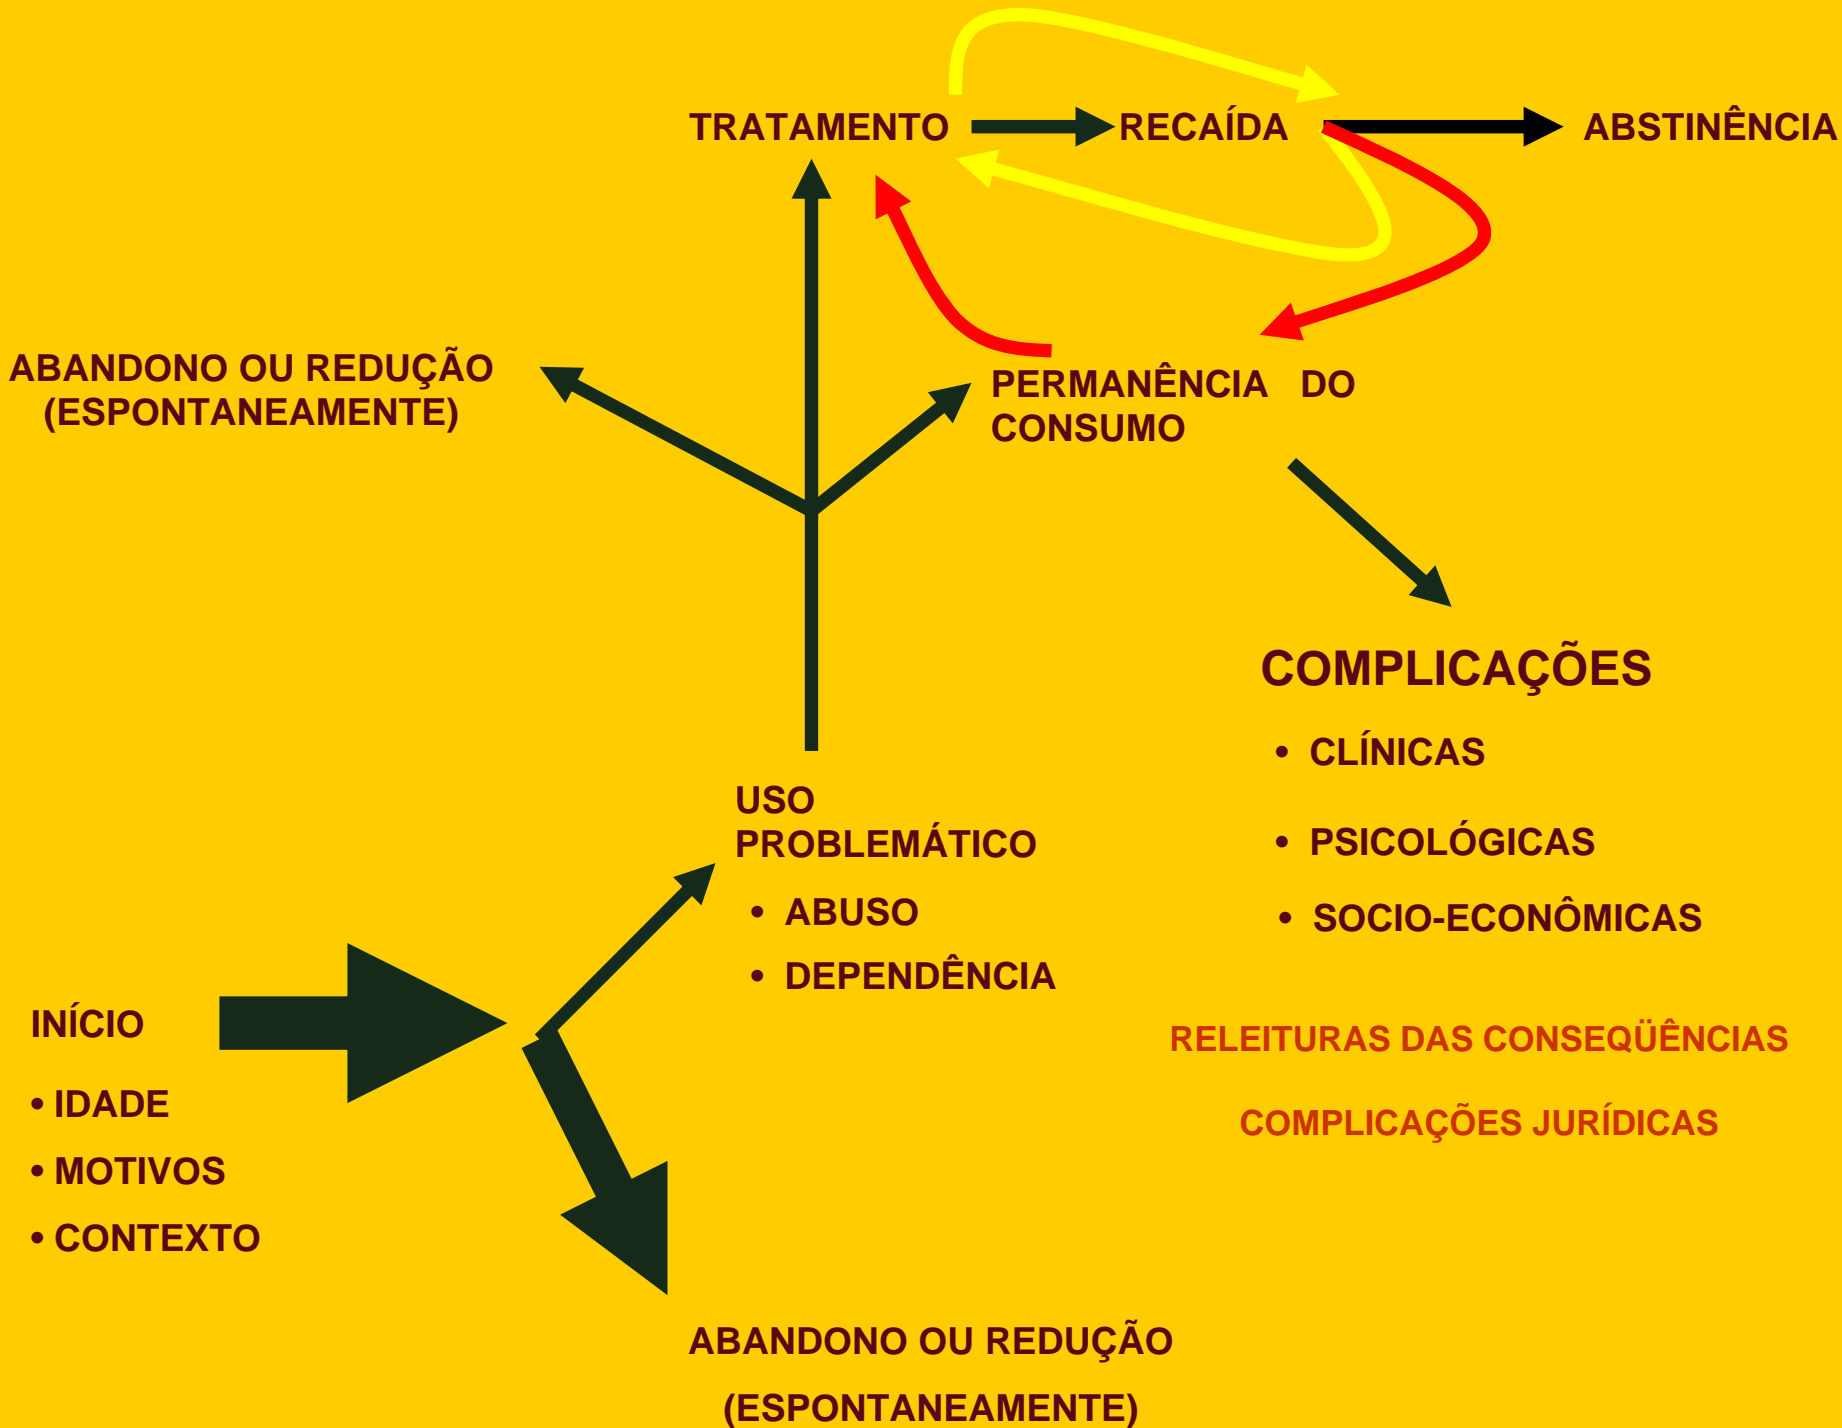 TRATAMENTO
RECAÍDA
ABSTINÊNCIA
ABANDONO OU REDUÇÃO
(ESPONTANEAMENTE)
PERMANÊNCIA DO
CONSUMO
COMPLICAÇÕES
• CLÍNICAS
• PSICOLÓGICAS
• SOCIO-ECONÔMICAS
RELEITURAS DAS CONSEQÜÊNCIAS
COMPLICAÇÕES JURÍDICAS
USO
PROBLEMÁTICO
• ABUSO
• DEPENDÊNCIA
INÍCIO
• IDADE
• MOTIVOS
• CONTEXTO
ABANDONO OU REDUÇÃO
(ESPONTANEAMENTE)